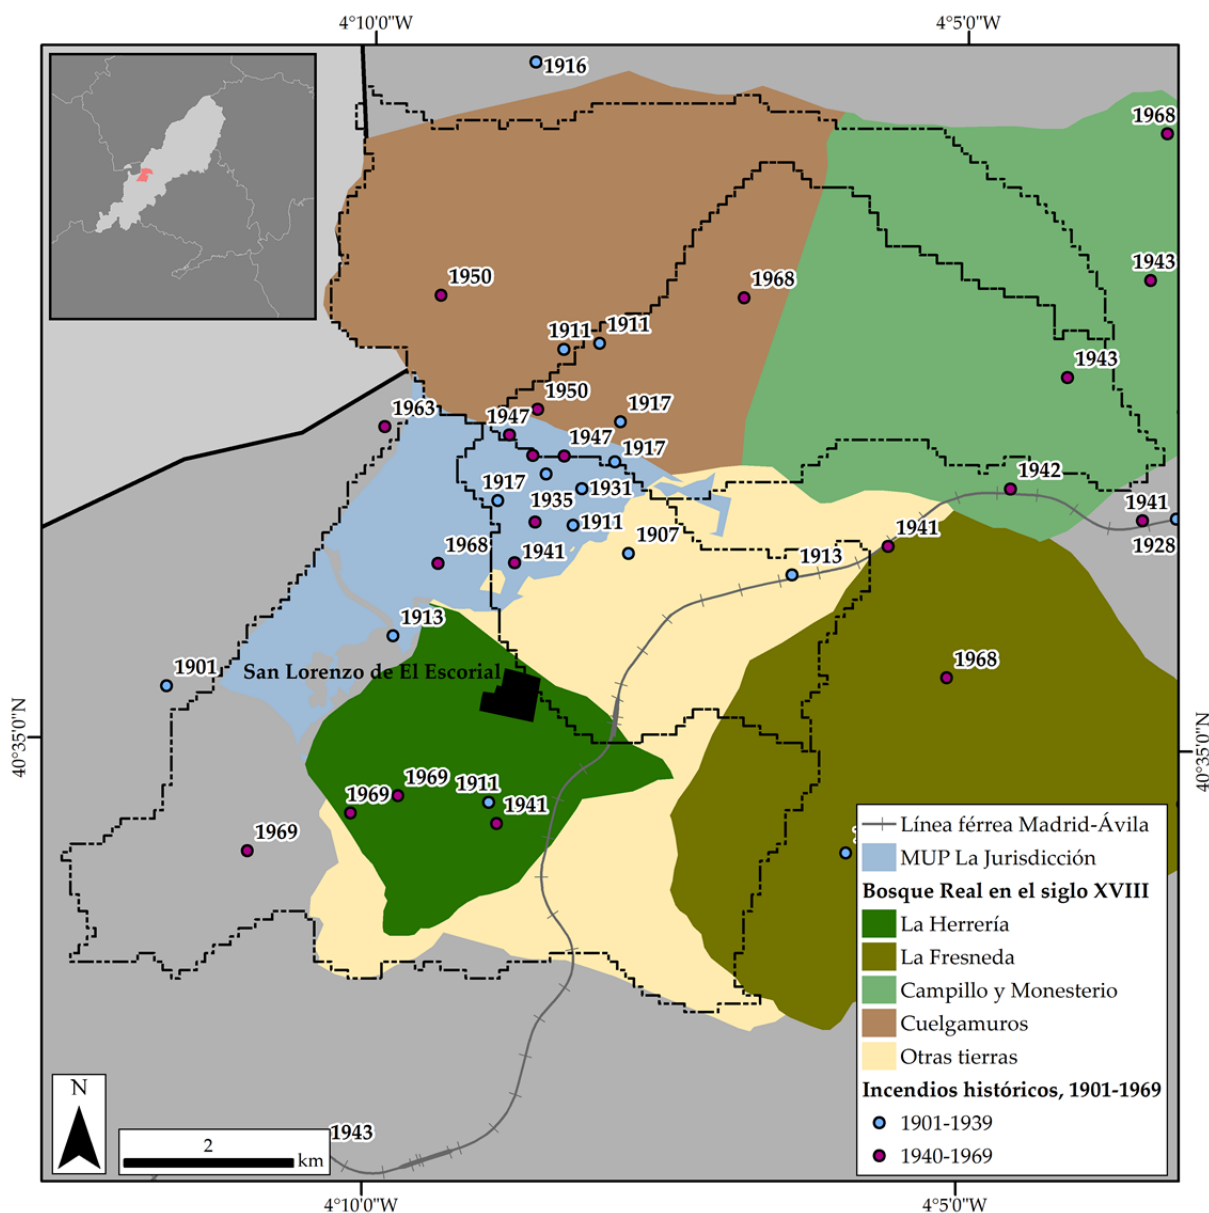 4°10'0"W
4°5'0"W
1916
1968
1950
1968
1943
1911
1911
1943
1950
1963
1947
1917
1947
1917
1942
1917
1931
1935
1911
1941
1928
1941
1907
1968
1941
1913
1913
1901
San Lorenzo de El Escorial
1968
40°35'0"N
40°35'0"N
1969
1969
1911
1941
1969
Línea férrea Madrid-Ávila
MUP La Jurisdicción
Bosque Real en el siglo XVIII
La Herrería
La Fresneda
Campillo y Monesterio
Cuelgamuros
Otras tierras
Incendios históricos, 1901-1969
1901-1939
1940-1969
N
2
km
1943
4°10'0"W
4°5'0"W